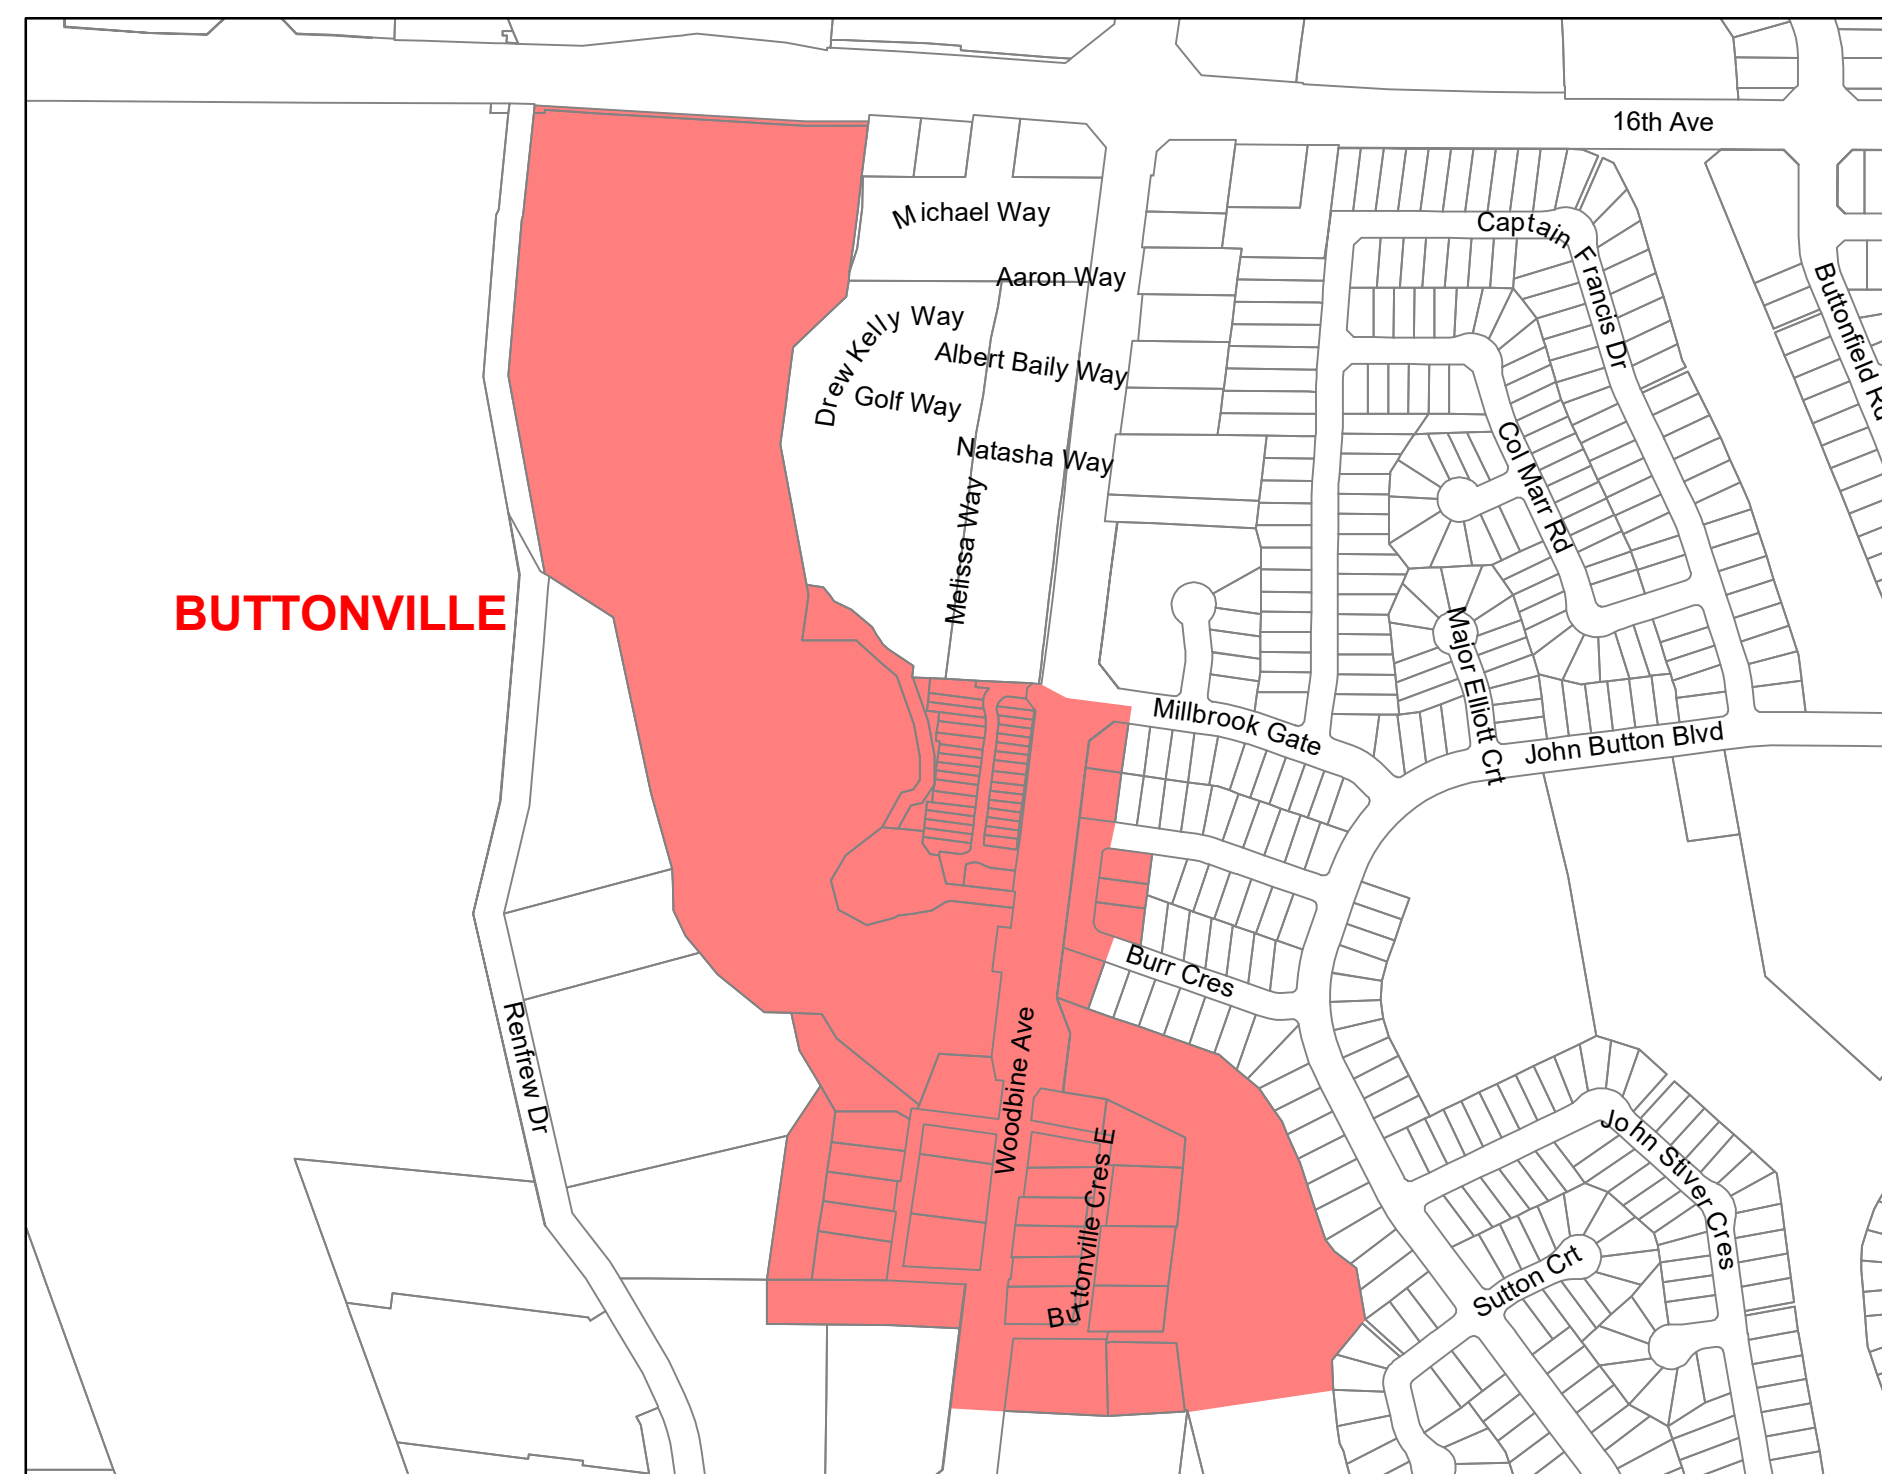 16th Ave
Michael Way
Captain Francis Dr
Aaron Way
Buttonfield Rd
Drew Kelly Way
Albert Baily Way
Golf Way
Natasha Way
Col Marr Rd
Melissa Way
BUTTONVILLE
Major Elliott Crt
Millbrook Gate
John Button Blvd
Burr Cres
Renfrew Dr
Woodbine Ave
Buttonville Cres E
John Stiver Cres
Sutton Crt